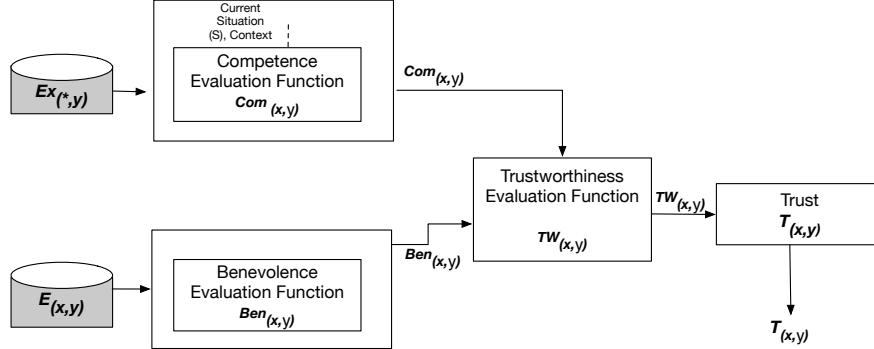 Current
Situation
(S), Context
Competence
Evaluation Function
Com (x,y)
Ex(*,y)
Com(x,y)
Trustworthiness
Evaluation Function
TW(x,y)
TW(x,y)
Trust
T(x,y)
Ben(x,y)
Benevolence
Evaluation Function
Ben(x,y)
E(x,y)
T(x,y)